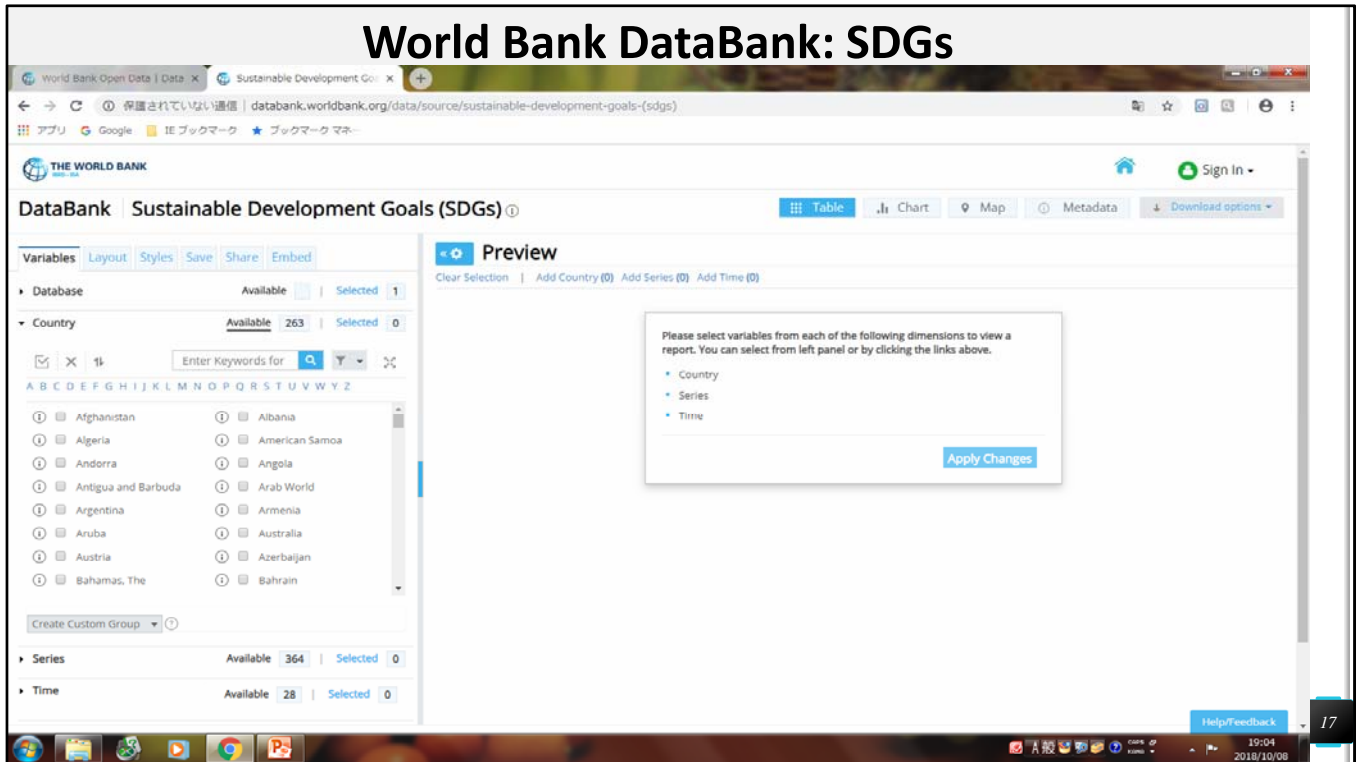 World Bank DataBank: SDGs
World Bank Open Data | Data
Sustainable Development Goa
保護されていない通信 | databank.worldbank.org/data/source/sustainable-development-goals-(sdgs)
アプリ Google IE ブックマーク ブックマーク マネー
THE WORLD BANK
Sign In
DataBank Sustainable Development Goals (SDGs)
Table Chart Map Metadata Download options
Variables Layout Styles Save Share Embed
Preview
Clear Selection | Add Country (0) Add Series (0) Add Time (0)
Database Available | Selected 1
Country Available 263 | Selected 0
Enter Keywords for
A B C D E F G H I J K L M N O P Q R S T U V W Y Z
Afghanistan Albania
Algeria American Samoa
Andorra Angola
Antigua and Barbuda Arab World
Argentina Armenia
Aruba Australia
Austria Azerbaijan
Bahamas, The Bahrain
Create Custom Group
Series Available 364 | Selected 0
Time Available 28 | Selected 0
Please select variables from each of the following dimensions to view a
report. You can select from left panel or by clicking the links above.
Country
Series
Time
Apply Changes
Help/Feedback
17
A 般
CAPS
KANA
19:04
2018/10/08